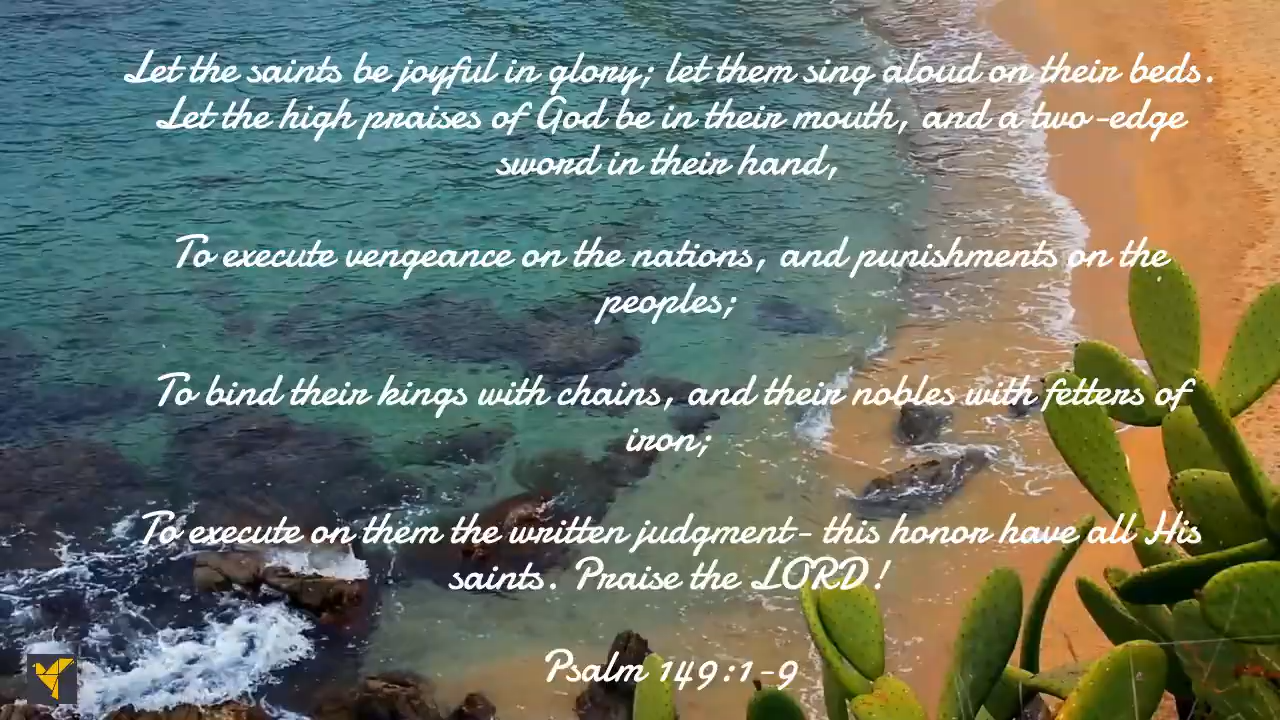 Let the saints be joyful in glory; let them sing aloud on their beds.
Let the high praises of God be in their mouth, and a two-edge
sword in their hand,
To execute vengeance on the nations, and punishments on the
peoples;
To bind their kings with chains, and their nobles with fetters of
iron;
To execute on them the written judgment- this honor have all His
saints. Praise the LORD!
Psalm 149:1-9